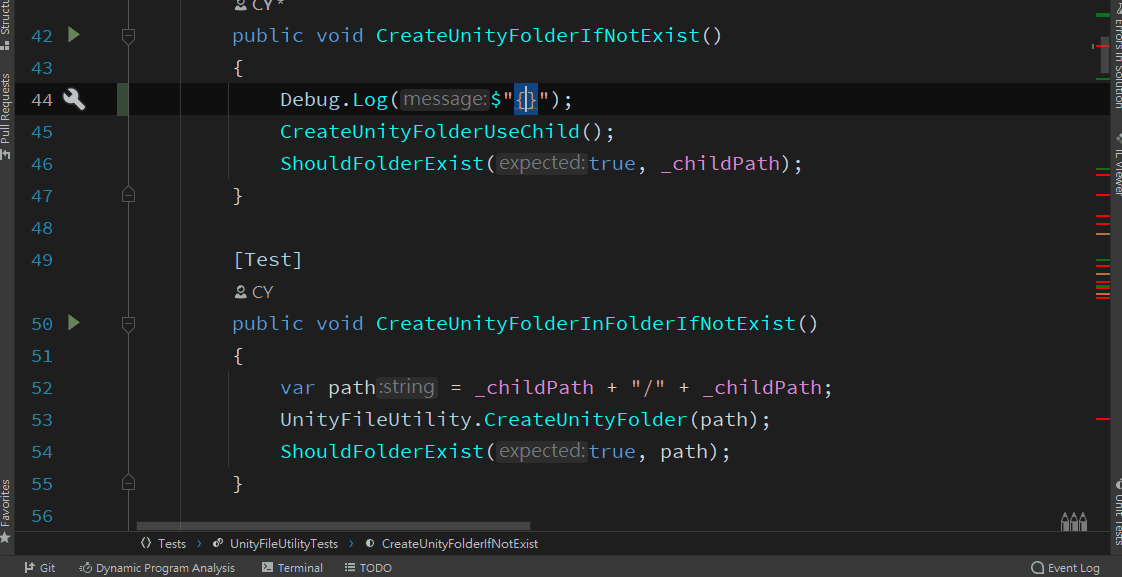 CY *
42 public void CreateUnityFolderIfNotExist()
43 {
44 Debug.Log(message:$"{}");
45 CreateUnityFolderUseChild();
46 ShouldFolderExist(expected:true, _childPath);
47 }
48
49 [Test]
CY
50 public void CreateUnityFolderInFolderIfNotExist()
51 {
52 var path:string = _childPath + "/" + _childPath;
53 UnityFileUtility.CreateUnityFolder(path);
54 ShouldFolderExist(expected:true, path);
55 }
56
Tests › UnityFileUtilityTests › CreateUnityFolderIfNotExist
Git Dynamic Program Analysis Terminal TODO Event Log
Pull Requests
Favorites
Errors In Solution
IL Viewer
Unit Tests